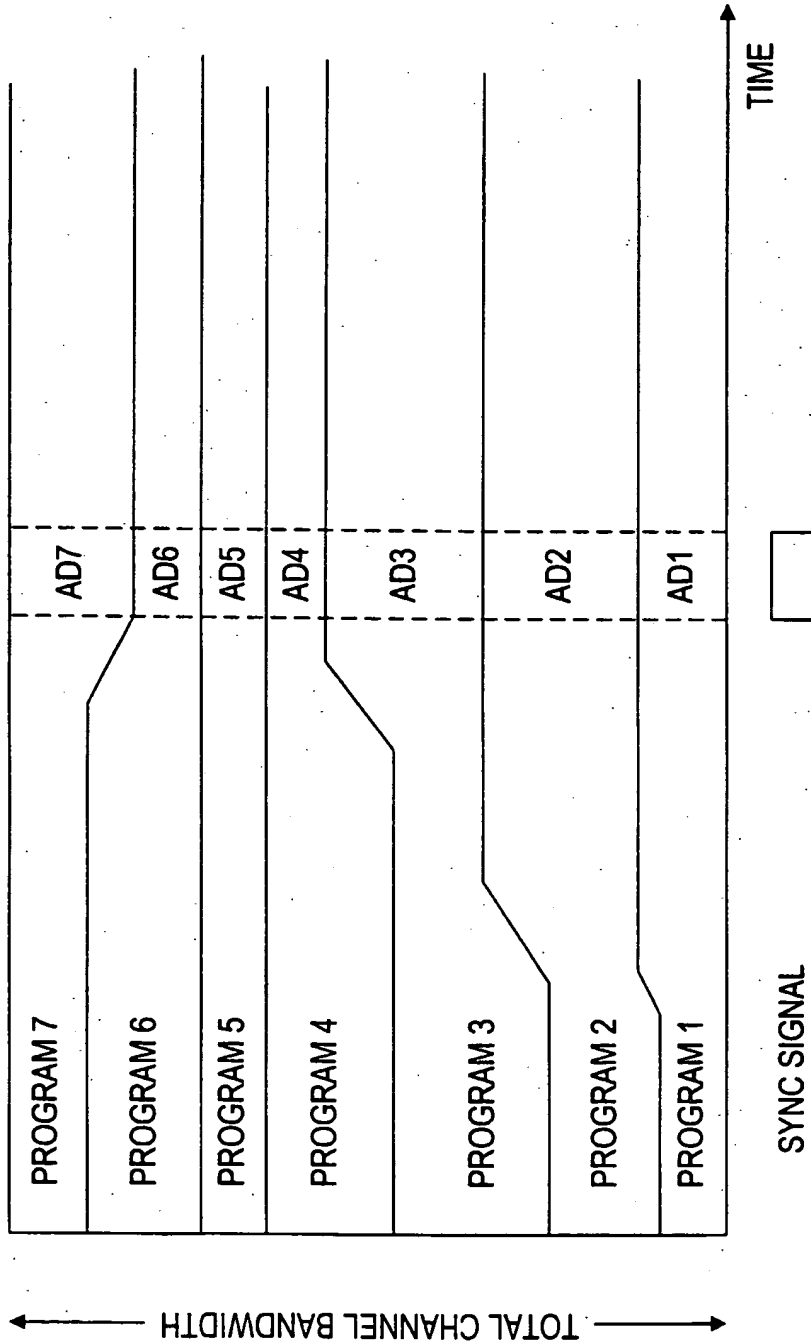 TOTAL CHANNEL BANDWIDTH
PROGRAM 7
AD7
PROGRAM 6
AD6
PROGRAM 5
AD5
PROGRAM 4
AD4
PROGRAM 3
AD3
PROGRAM 2
AD2
PROGRAM 1
AD1
TIME
SYNC SIGNAL